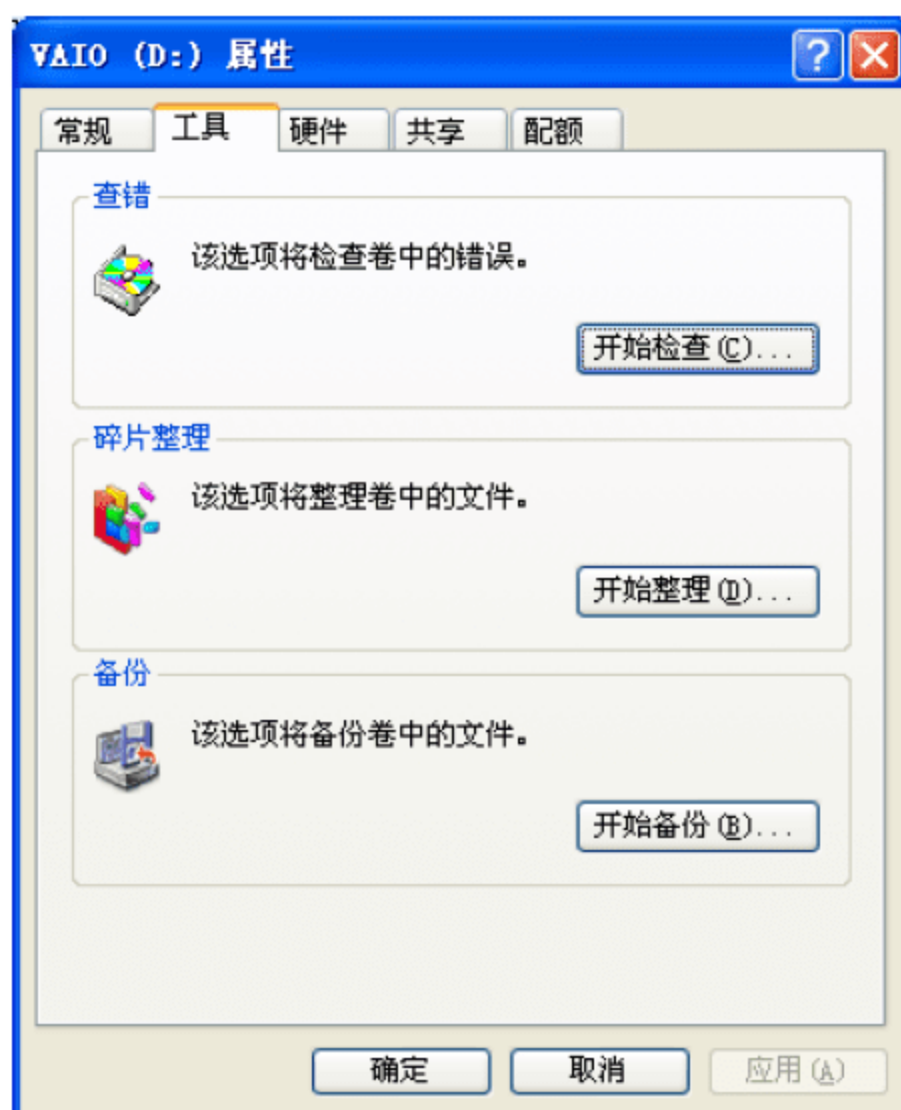 VAIO (D:) 属性
常规 工具 硬件 共享 配额
查错
该选项将检查卷中的错误。
开始检查(C)...
碎片整理
该选项将整理卷中的文件。
开始整理(D)...
备份
该选项将备份卷中的文件。
开始备份(B)...
确定 取消 应用(A)